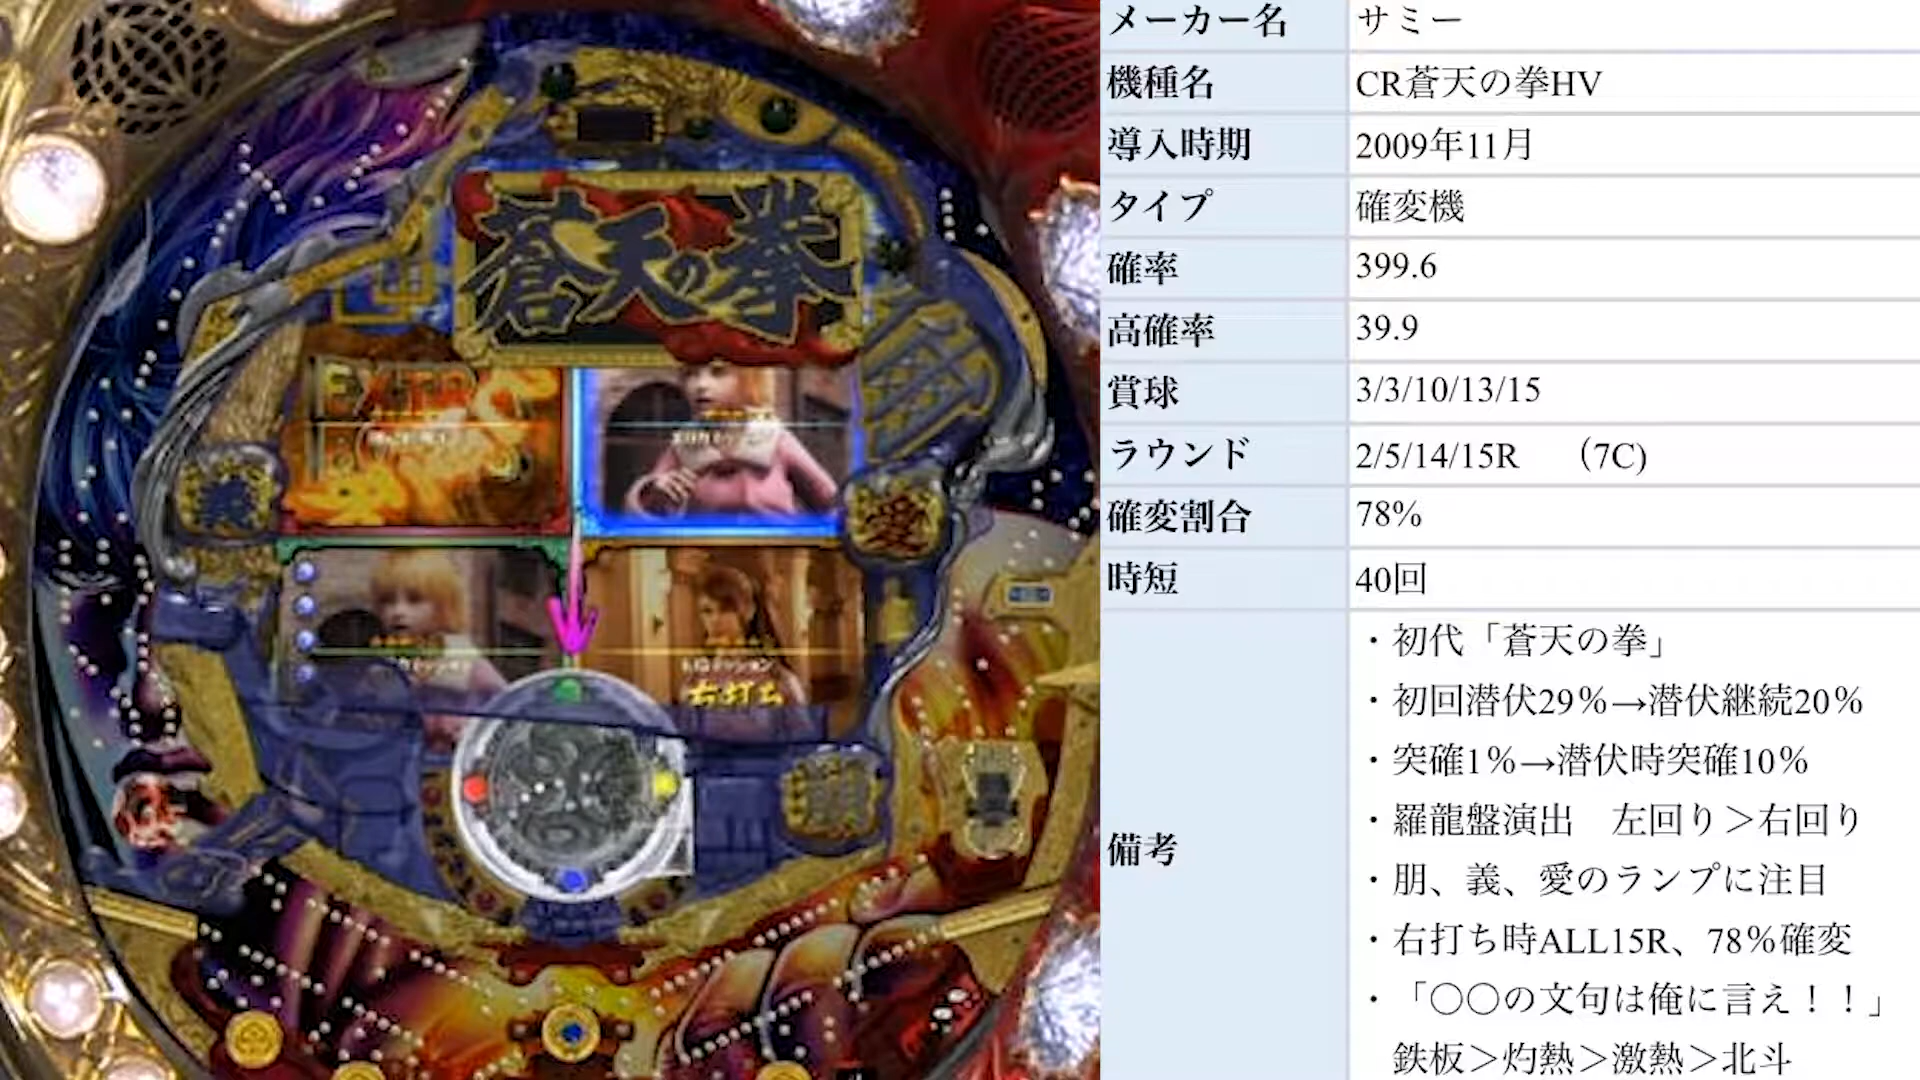 蒼天の拳
EXTRA
義
愛
右打ち
メーカー名 サミー
機種名 CR蒼天の拳HV
導入時期 2009年11月
タイプ 確変機
確率 399.6
高確率 39.9
賞球 3/3/10/13/15
ラウンド 2/5/14/15R （7C)
確変割合 78%
時短 40回
備考
・初代「蒼天の拳」
・初回潜伏29％→潜伏継続20％
・突確1％→潜伏時突確10％
・羅龍盤演出 左回り＞右回り
・朋、義、愛のランプに注目
・右打ち時ALL15R、78％確変
・「〇〇の文句は俺に言え！！」
鉄板＞灼熱＞激熱＞北斗